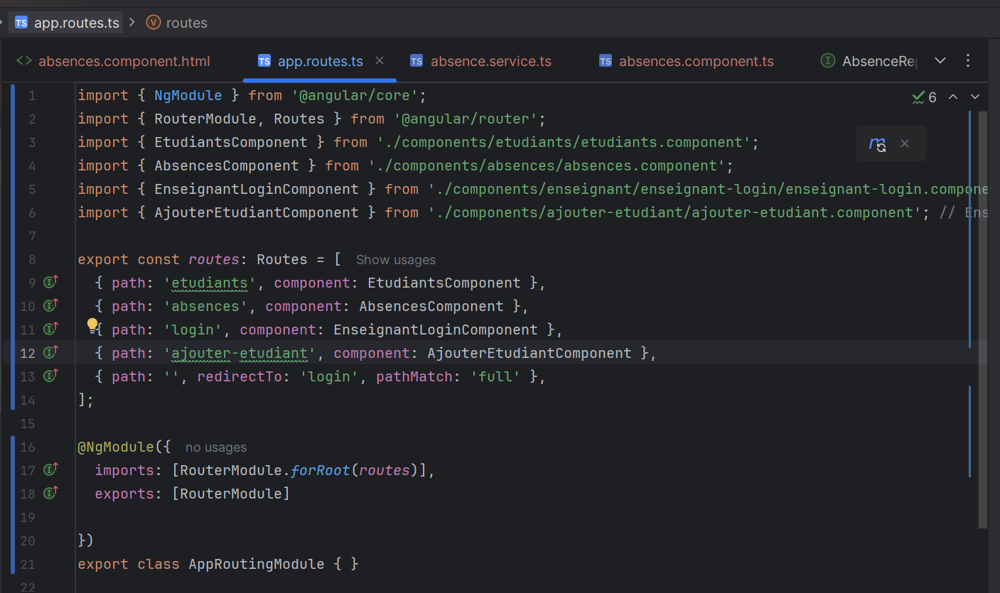 TS app.routes.ts > V routes
<> absences.component.html TS app.routes.ts × TS absence.service.ts TS absences.component.ts I
6
1 import { NgModule } from '@angular/core';
2 import { RouterModule, Routes } from '@angular/router';
3 import { EtudiantsComponent } from './components/etudiants/etudiants.component';
4 import { AbsencesComponent } from './components/absences/absences.component';
5 import { EnseignantLoginComponent } from './components/enseignant/enseignant-login/enseignant-login.compone
6 import { AjouterEtudiantComponent } from './components/ajouter-etudiant/ajouter-etudiant.component'; // Ens
7
8 export const routes: Routes = [ Show usages
9 { path: 'etudiants', component: EtudiantsComponent },
10 { path: 'absences', component: AbsencesComponent },
11 { path: 'login', component: EnseignantLoginComponent },
12 { path: 'ajouter-etudiant', component: AjouterEtudiantComponent },
13 { path: '', redirectTo: 'login', pathMatch: 'full' },
14 ];
15
16 @NgModule({ no usages
17 imports: [RouterModule.forRoot(routes)],
18 exports: [RouterModule]
19
20 })
21 export class AppRoutingModule { }
22